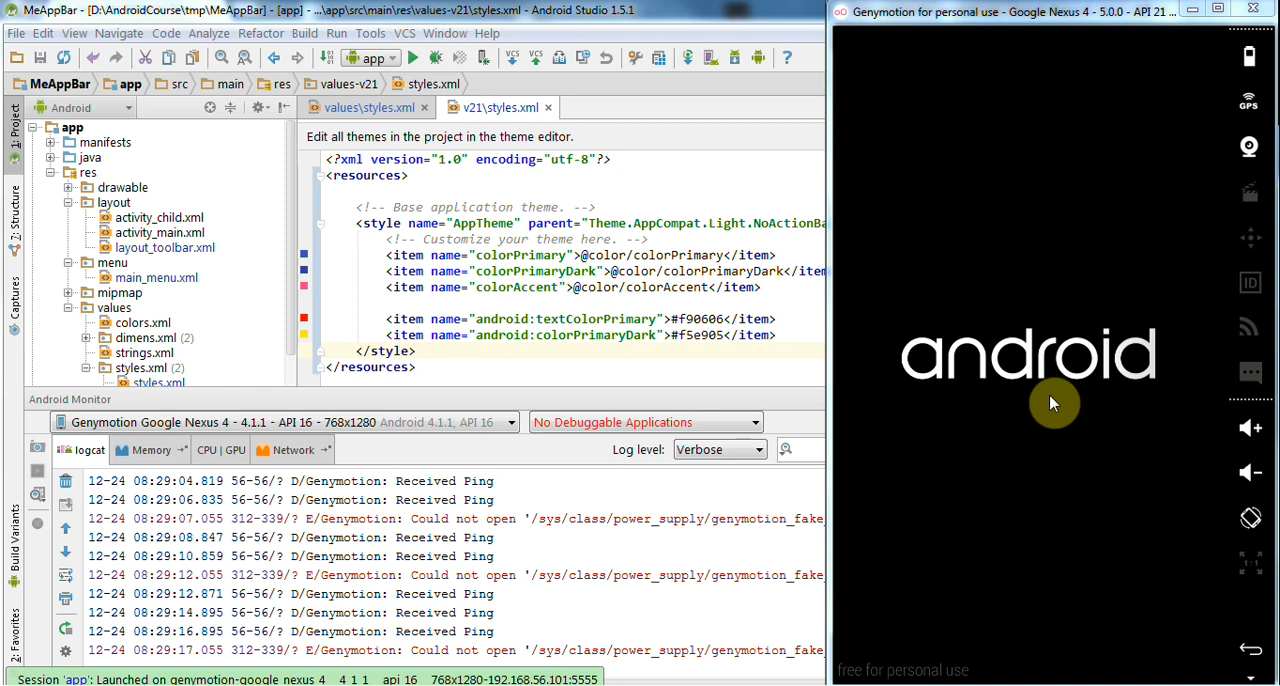 MeAppBar - [D:\AndroidCourse\tmp\MeAppBar] - [app] - ...\app\src\main\res\values-v21\styles.xml - Android Studio 1.5.1
File Edit View Navigate Code Analyze Refactor Build Run Tools VCS Window Help
app
MeAppBar app src main res values-v21 styles.xml
Android
values\styles.xml
v21\styles.xml
1: Project
7: Structure
Captures
Build Variants
2: Favorites
app
manifests
java
res
drawable
layout
activity_child.xml
activity_main.xml
layout_toolbar.xml
menu
main_menu.xml
mipmap
values
colors.xml
dimens.xml (2)
strings.xml
styles.xml (2)
styles.xml
Edit all themes in the project in the theme editor.
<?xml version="1.0" encoding="utf-8"?>
<resources>
<!-- Base application theme. -->
<style name="AppTheme" parent="Theme.AppCompat.Light.NoActionBa
<!-- Customize your theme here. -->
<item name="colorPrimary">@color/colorPrimary</item>
<item name="colorPrimaryDark">@color/colorPrimaryDark</item
<item name="colorAccent">@color/colorAccent</item>
<item name="android:textColorPrimary">#f90606</item>
<item name="android:colorPrimaryDark">#f5e905</item>
</style>
</resources>
Android Monitor
Genymotion Google Nexus 4 - 4.1.1 - API 16 - 768x1280 Android 4.1.1, API 16
No Debuggable Applications
logcat Memory CPU | GPU Network
Log level: Verbose
12-24 08:29:04.819 56-56/? D/Genymotion: Received Ping
12-24 08:29:06.835 56-56/? D/Genymotion: Received Ping
12-24 08:29:07.055 312-339/? E/Genymotion: Could not open '/sys/class/power_supply/genymotion_fake_
12-24 08:29:08.847 56-56/? D/Genymotion: Received Ping
12-24 08:29:10.859 56-56/? D/Genymotion: Received Ping
12-24 08:29:12.055 312-339/? E/Genymotion: Could not open '/sys/class/power_supply/genymotion_fake_
12-24 08:29:12.871 56-56/? D/Genymotion: Received Ping
12-24 08:29:14.895 56-56/? D/Genymotion: Received Ping
12-24 08:29:16.895 56-56/? D/Genymotion: Received Ping
12-24 08:29:17.055 312-339/? E/Genymotion: Could not open '/sys/class/power_supply/genymotion_fake_
Session 'app': Launched on genymotion-google_nexus_4___4_1_1___api_16___768x1280-192.168.56.101:5555
Genymotion for personal use - Google Nexus 4 - 5.0.0 - API 21 ...
GPS
ID
1:1
android
free for personal use